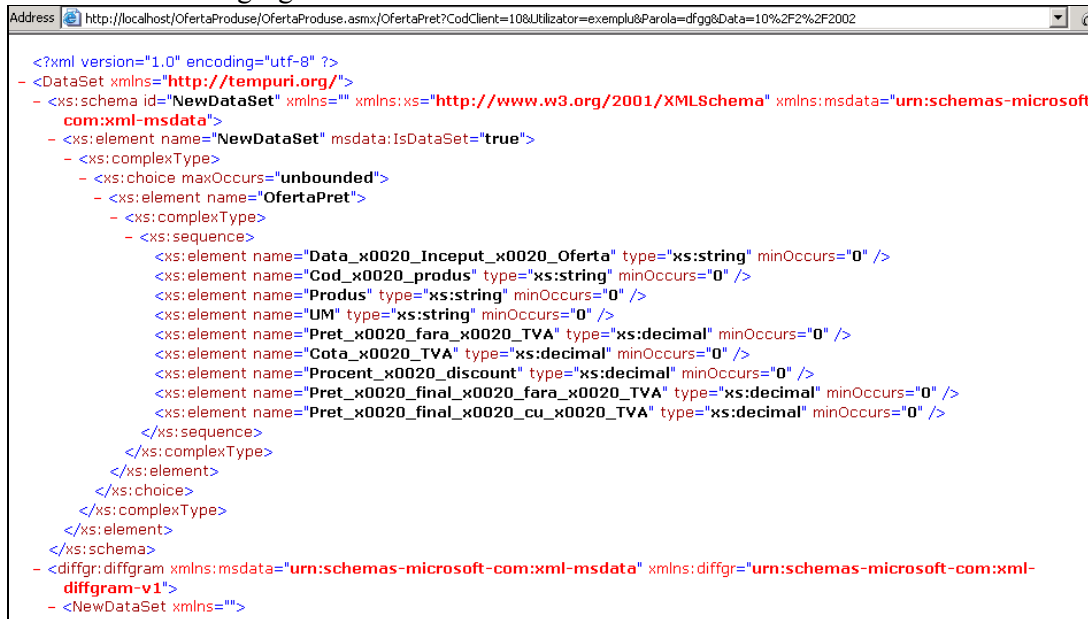 Address http://localhost/OfertaProduse/OfertaProduse.asmx/OfertaPret?CodClient=10&Utilizator=exemplu&Parola=dfgg&Data=10%2F2%2F2002
<?xml version="1.0" encoding="utf-8" ?>
- <DataSet xmlns="http://tempuri.org/">
- <xs:schema id="NewDataSet" xmlns="" xmlns:xs="http://www.w3.org/2001/XMLSchema" xmlns:msdata="urn:schemas-microsoft
com:xml-msdata">
- <xs:element name="NewDataSet" msdata:IsDataSet="true">
- <xs:complexType>
- <xs:choice maxOccurs="unbounded">
- <xs:element name="OfertaPret">
- <xs:complexType>
- <xs:sequence>
<xs:element name="Data_x0020_Inceput_x0020_Oferta" type="xs:string" minOccurs="0" />
<xs:element name="Cod_x0020_produs" type="xs:string" minOccurs="0" />
<xs:element name="Produs" type="xs:string" minOccurs="0" />
<xs:element name="UM" type="xs:string" minOccurs="0" />
<xs:element name="Pret_x0020_fara_x0020_TVA" type="xs:decimal" minOccurs="0" />
<xs:element name="Cota_x0020_TVA" type="xs:decimal" minOccurs="0" />
<xs:element name="Procent_x0020_discount" type="xs:decimal" minOccurs="0" />
<xs:element name="Pret_x0020_final_x0020_fara_x0020_TVA" type="xs:decimal" minOccurs="0" />
<xs:element name="Pret_x0020_final_x0020_cu_x0020_TVA" type="xs:decimal" minOccurs="0" />
</xs:sequence>
</xs:complexType>
</xs:element>
</xs:choice>
</xs:complexType>
</xs:element>
</xs:schema>
- <diffgr:diffgram xmlns:msdata="urn:schemas-microsoft-com:xml-msdata" xmlns:diffgr="urn:schemas-microsoft-com:xml-
diffgram-v1">
- <NewDataSet xmlns="">